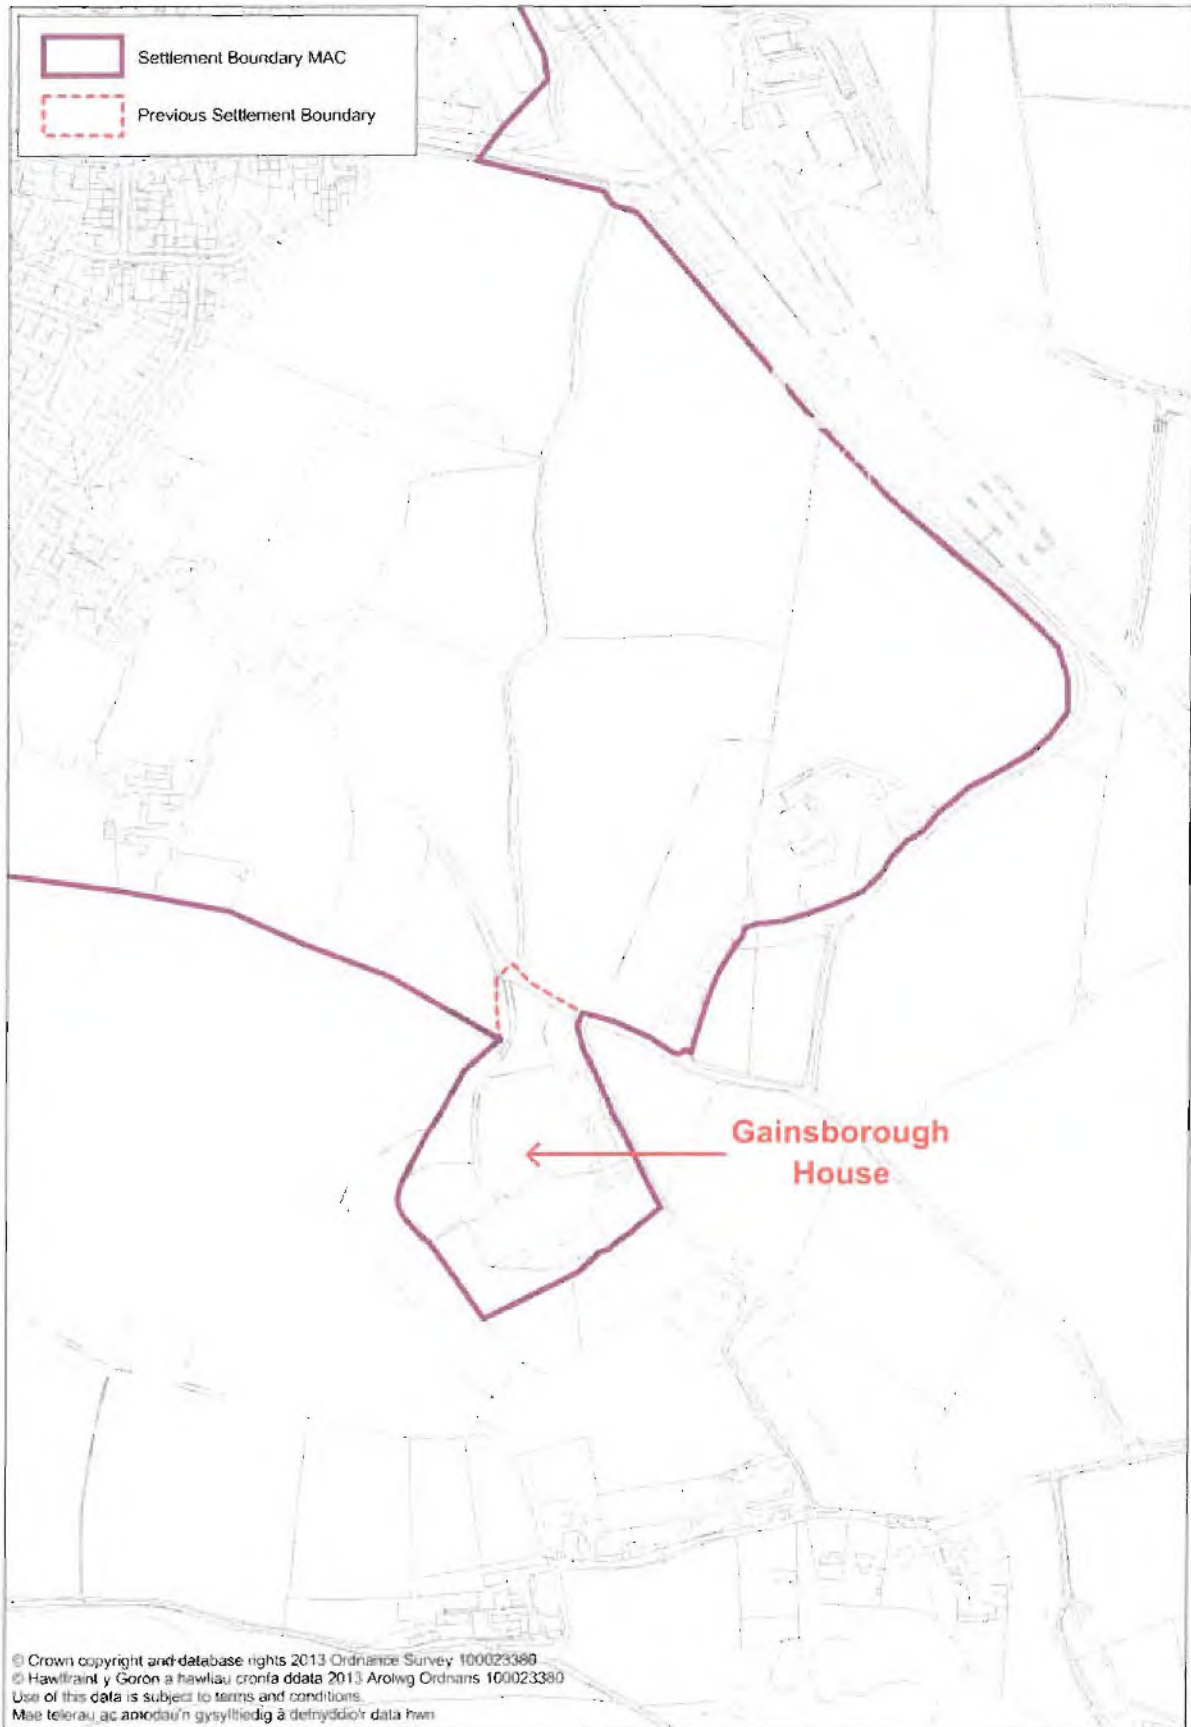 Settlement Boundary MAC
Previous Settlement Boundary
Gainsborough
House
© Crown copyright and database rights 2013 Ordnance Survey 100023380
© Hawlfraint y Goron a hawliau cronfa ddata 2013 Arolwg Ordnans 100023380
Use of this data is subject to terms and conditions.
Mae telerau ac amodau'n gysylltiedig â defnyddio'r data hwn